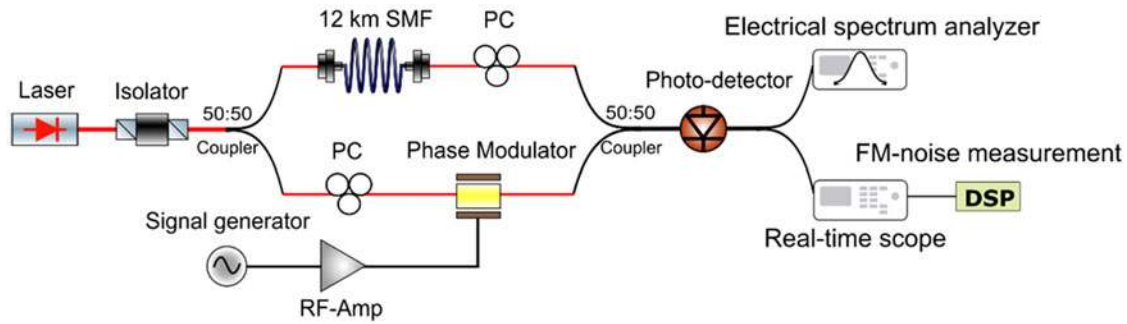 12 km SMF
PC
Electrical spectrum analyzer
Laser
Isolator
50:50
Coupler
Photo-detector
50:50
Coupler
PC
Phase Modulator
FM-noise measurement
DSP
Signal generator
Real-time scope
RF-Amp